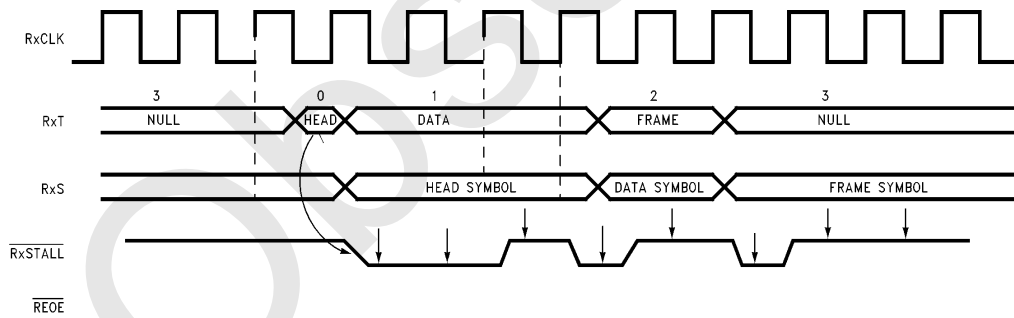 RxCLK
3 0 1 2 3
RxT NULL HEAD DATA FRAME NULL
RxS HEAD SYMBOL DATA SYMBOL FRAME SYMBOL
RxSTALL
REOE
Obs